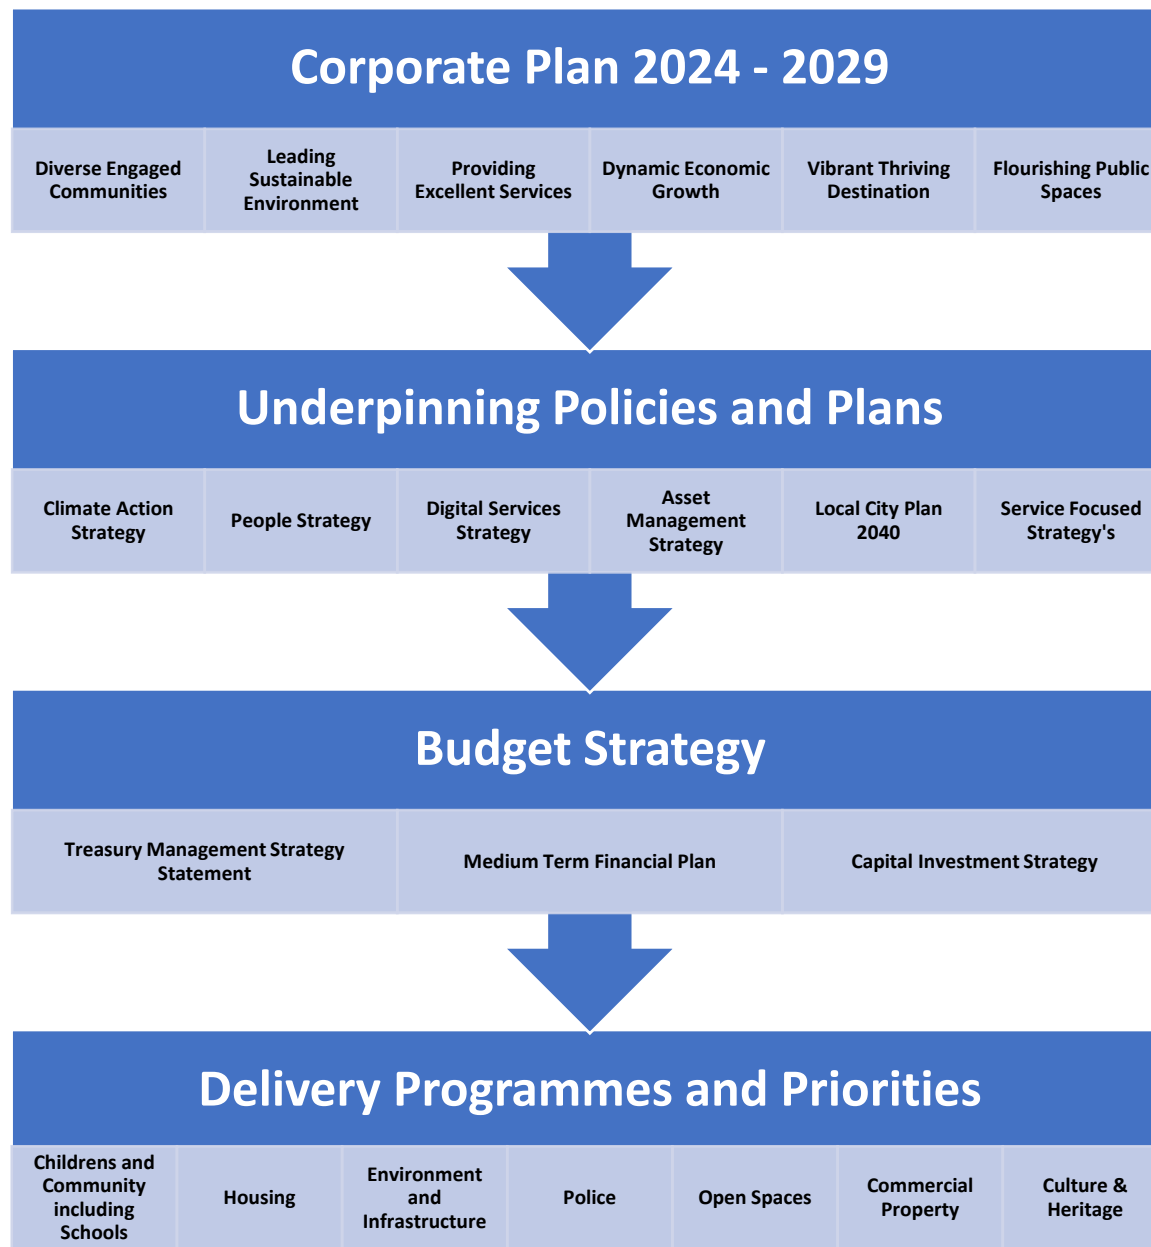 Corporate Plan 2024 - 2029
Diverse Engaged
Communities
Leading
Sustainable
Environment
Providing
Excellent Services
Dynamic Economic
Growth
Vibrant Thriving
Destination
Flourishing Public
Spaces
Underpinning Policies and Plans
Climate Action
Strategy
People Strategy
Digital Services
Strategy
Asset
Management
Strategy
Local City Plan
2040
Service Focused
Strategy's
Budget Strategy
Treasury Management Strategy
Statement
Medium Term Financial Plan
Capital Investment Strategy
Delivery Programmes and Priorities
Childrens and
Community
including
Schools
Housing
Environment
and
Infrastructure
Police
Open Spaces
Commercial
Property
Culture &
Heritage